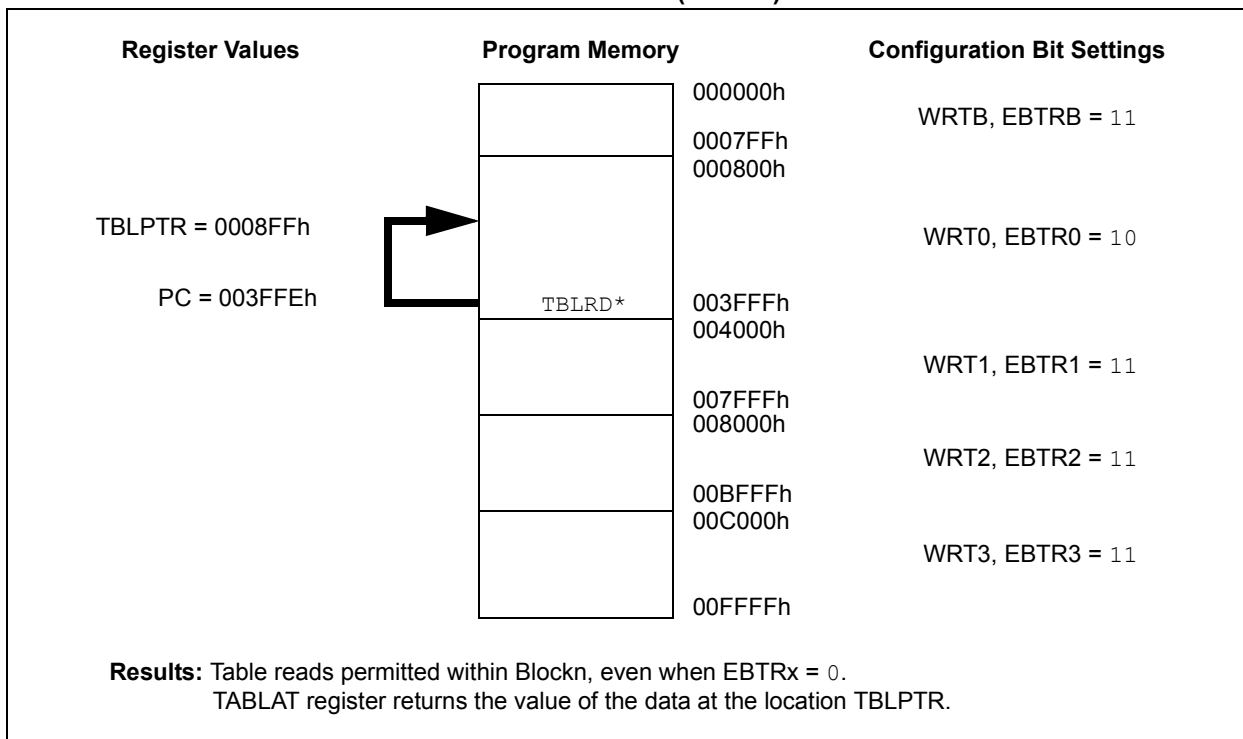 Register Values Program Memory Configuration Bit Settings
000000h
WRTB, EBTRB = 11
0007FFh
000800h
TBLPTR = 0008FFh
WRT0, EBTR0 = 10
PC = 003FFEh
TBLRD* 003FFFh
004000h
WRT1, EBTR1 = 11
007FFFh
008000h
WRT2, EBTR2 = 11
00BFFFh
00C000h
WRT3, EBTR3 = 11
00FFFFh
Results: Table reads permitted within Blockn, even when EBTRx = 0.
TABLAT register returns the value of the data at the location TBLPTR.